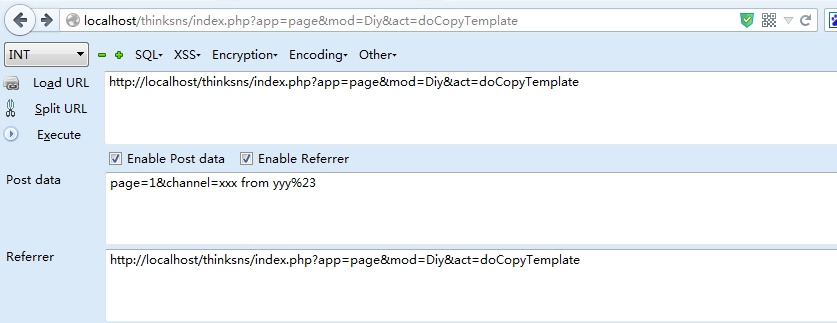 localhost/thinksns/index.php?app=page&mod=Diy&act=doCopyTemplate
INT SQL- XSS- Encryption- Encoding- Other-
Load URL
http://localhost/thinksns/index.php?app=page&mod=Diy&act=doCopyTemplate
Split URL
Execute
Enable Post data Enable Referrer
Post data
page=1&channel=xxx from yyy%23
Referrer
http://localhost/thinksns/index.php?app=page&mod=Diy&act=doCopyTemplate